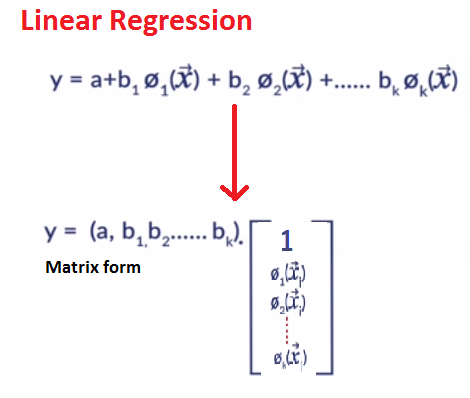 Linear Regression
y = a+b₁ ø₁(x⃗) + b₂ ø₂(x⃗) +...... bₖ øₖ(x⃗)
y = (a, b₁,b₂...... bₖ).
1
ø₁(x⃗ᵢ)
ø₂(x⃗ᵢ)
øₖ(x⃗ᵢ)
Matrix form